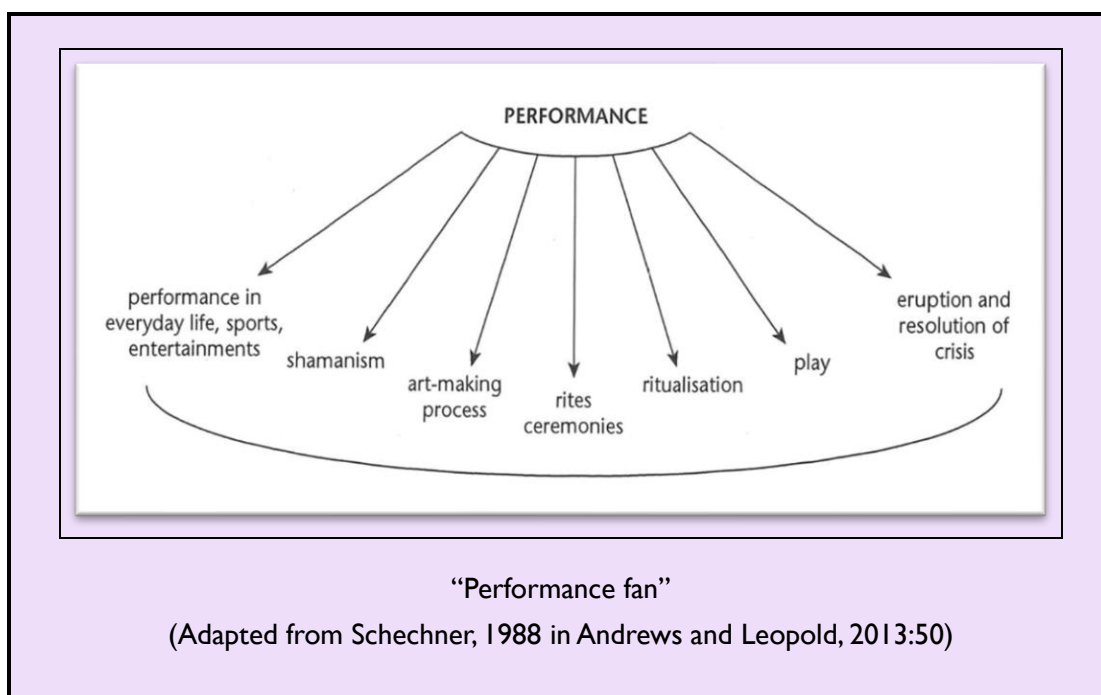 PERFORMANCE
performance in
everyday life, sports,
entertainments
shamanism
art-making
process
rites
ceremonies
ritualisation
play
eruption and
resolution of
crisis
“Performance fan”
(Adapted from Schechner, 1988 in Andrews and Leopold, 2013:50)